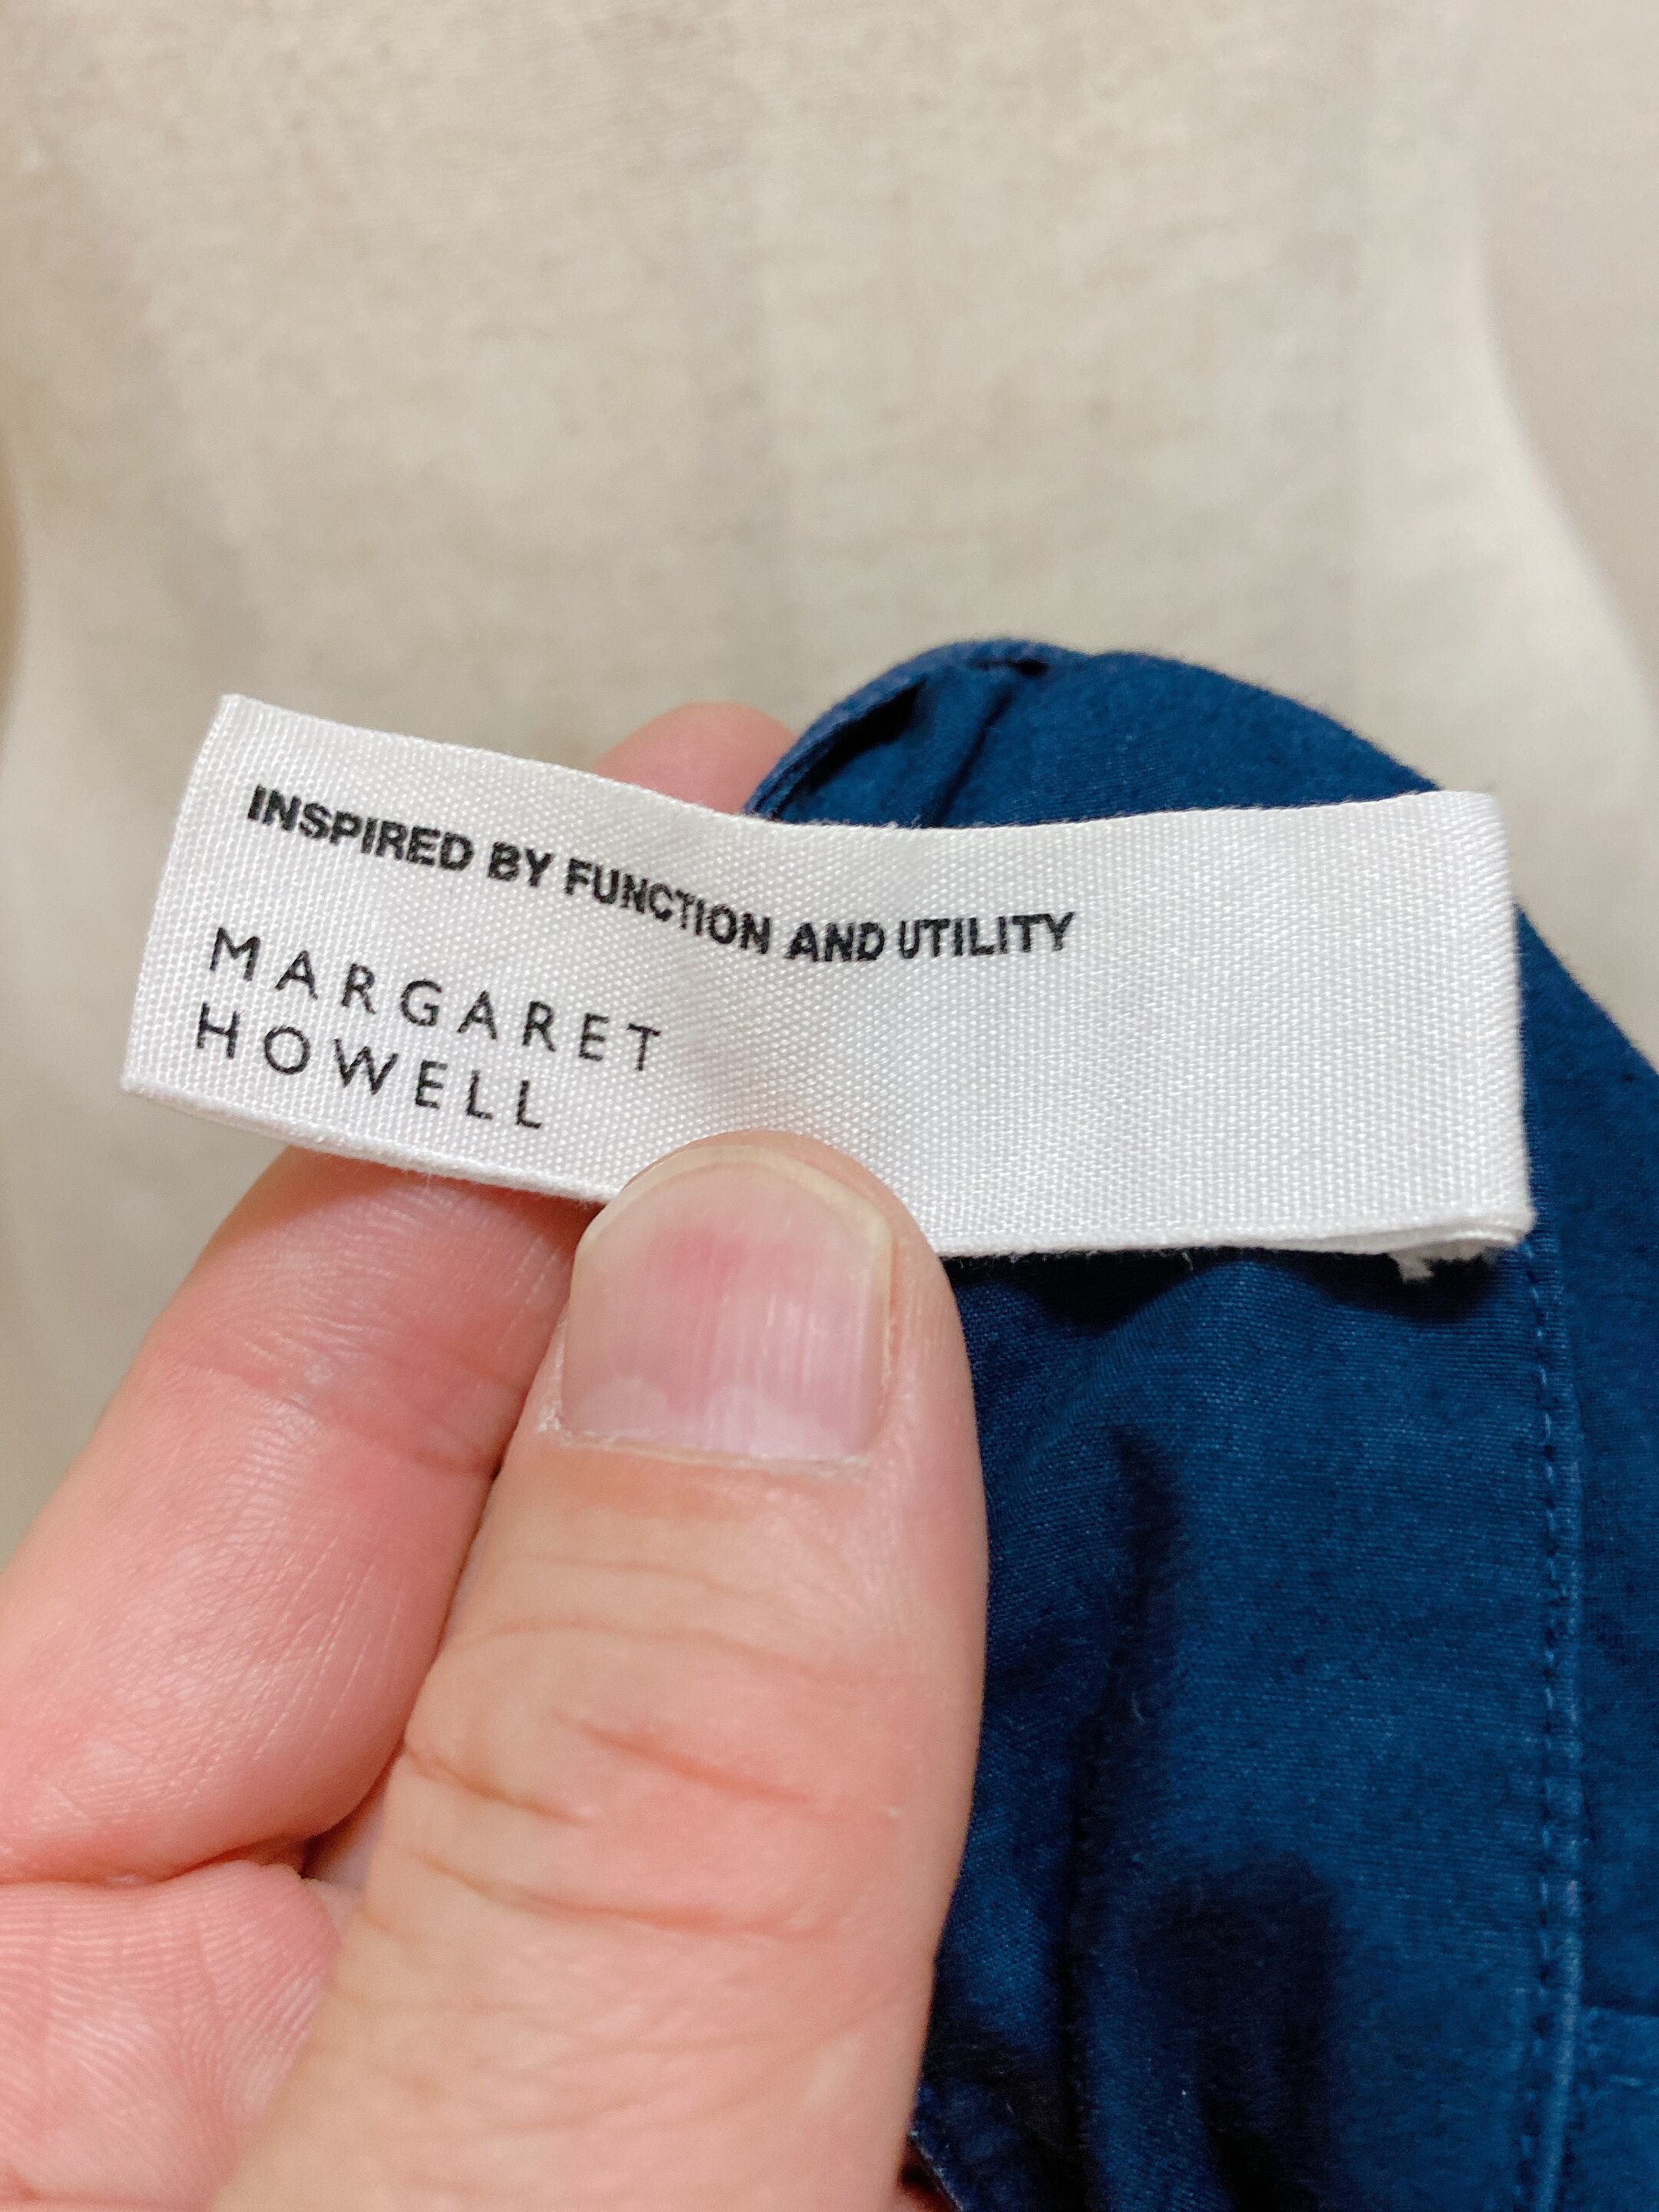 INSPIRED BY FUNCTION AND UTILITY
MARGARET
HOWELL